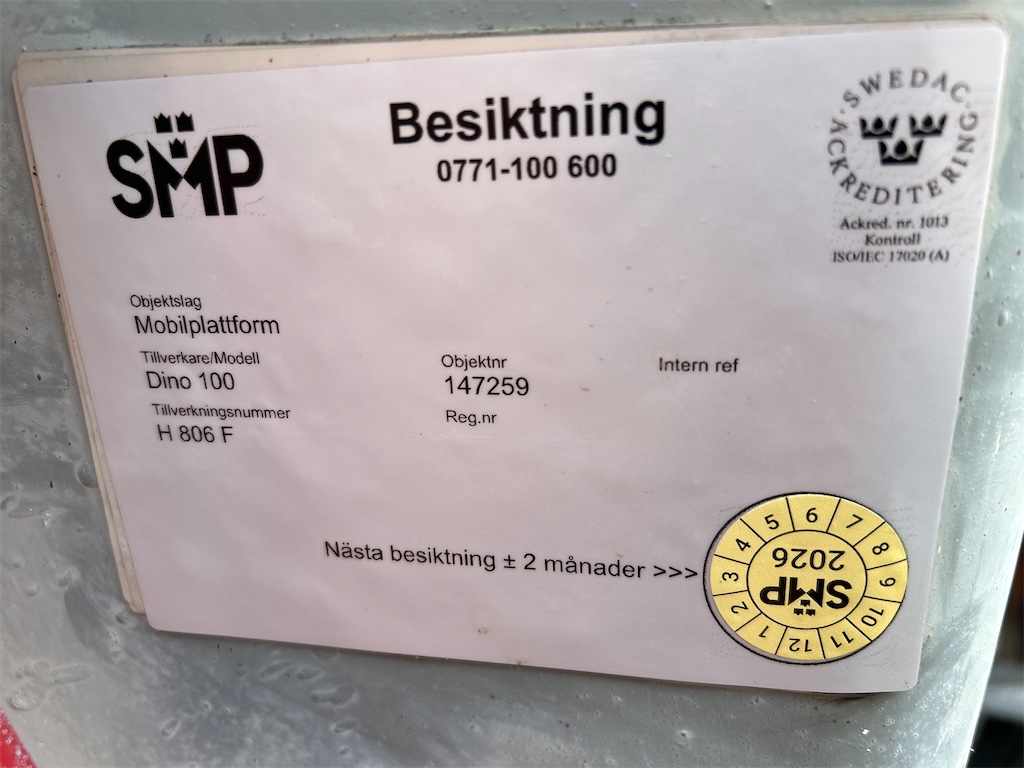 SMP
Besiktning
0771-100 600
SWEDAC
ACKREDITERING
Ackred. nr. 1013
Kontroll
ISO/IEC 17020 (A)
Objektslag
Mobilplattform
Tillverkare/Modell
Dino 100
Objektnr
147259
Intern ref
Tillverkningsnummer
H 806 F
Reg.nr
Nästa besiktning ± 2 månader >>>
1 2 3 4 5 6 7 8 9 10 11 12
SMP
2026